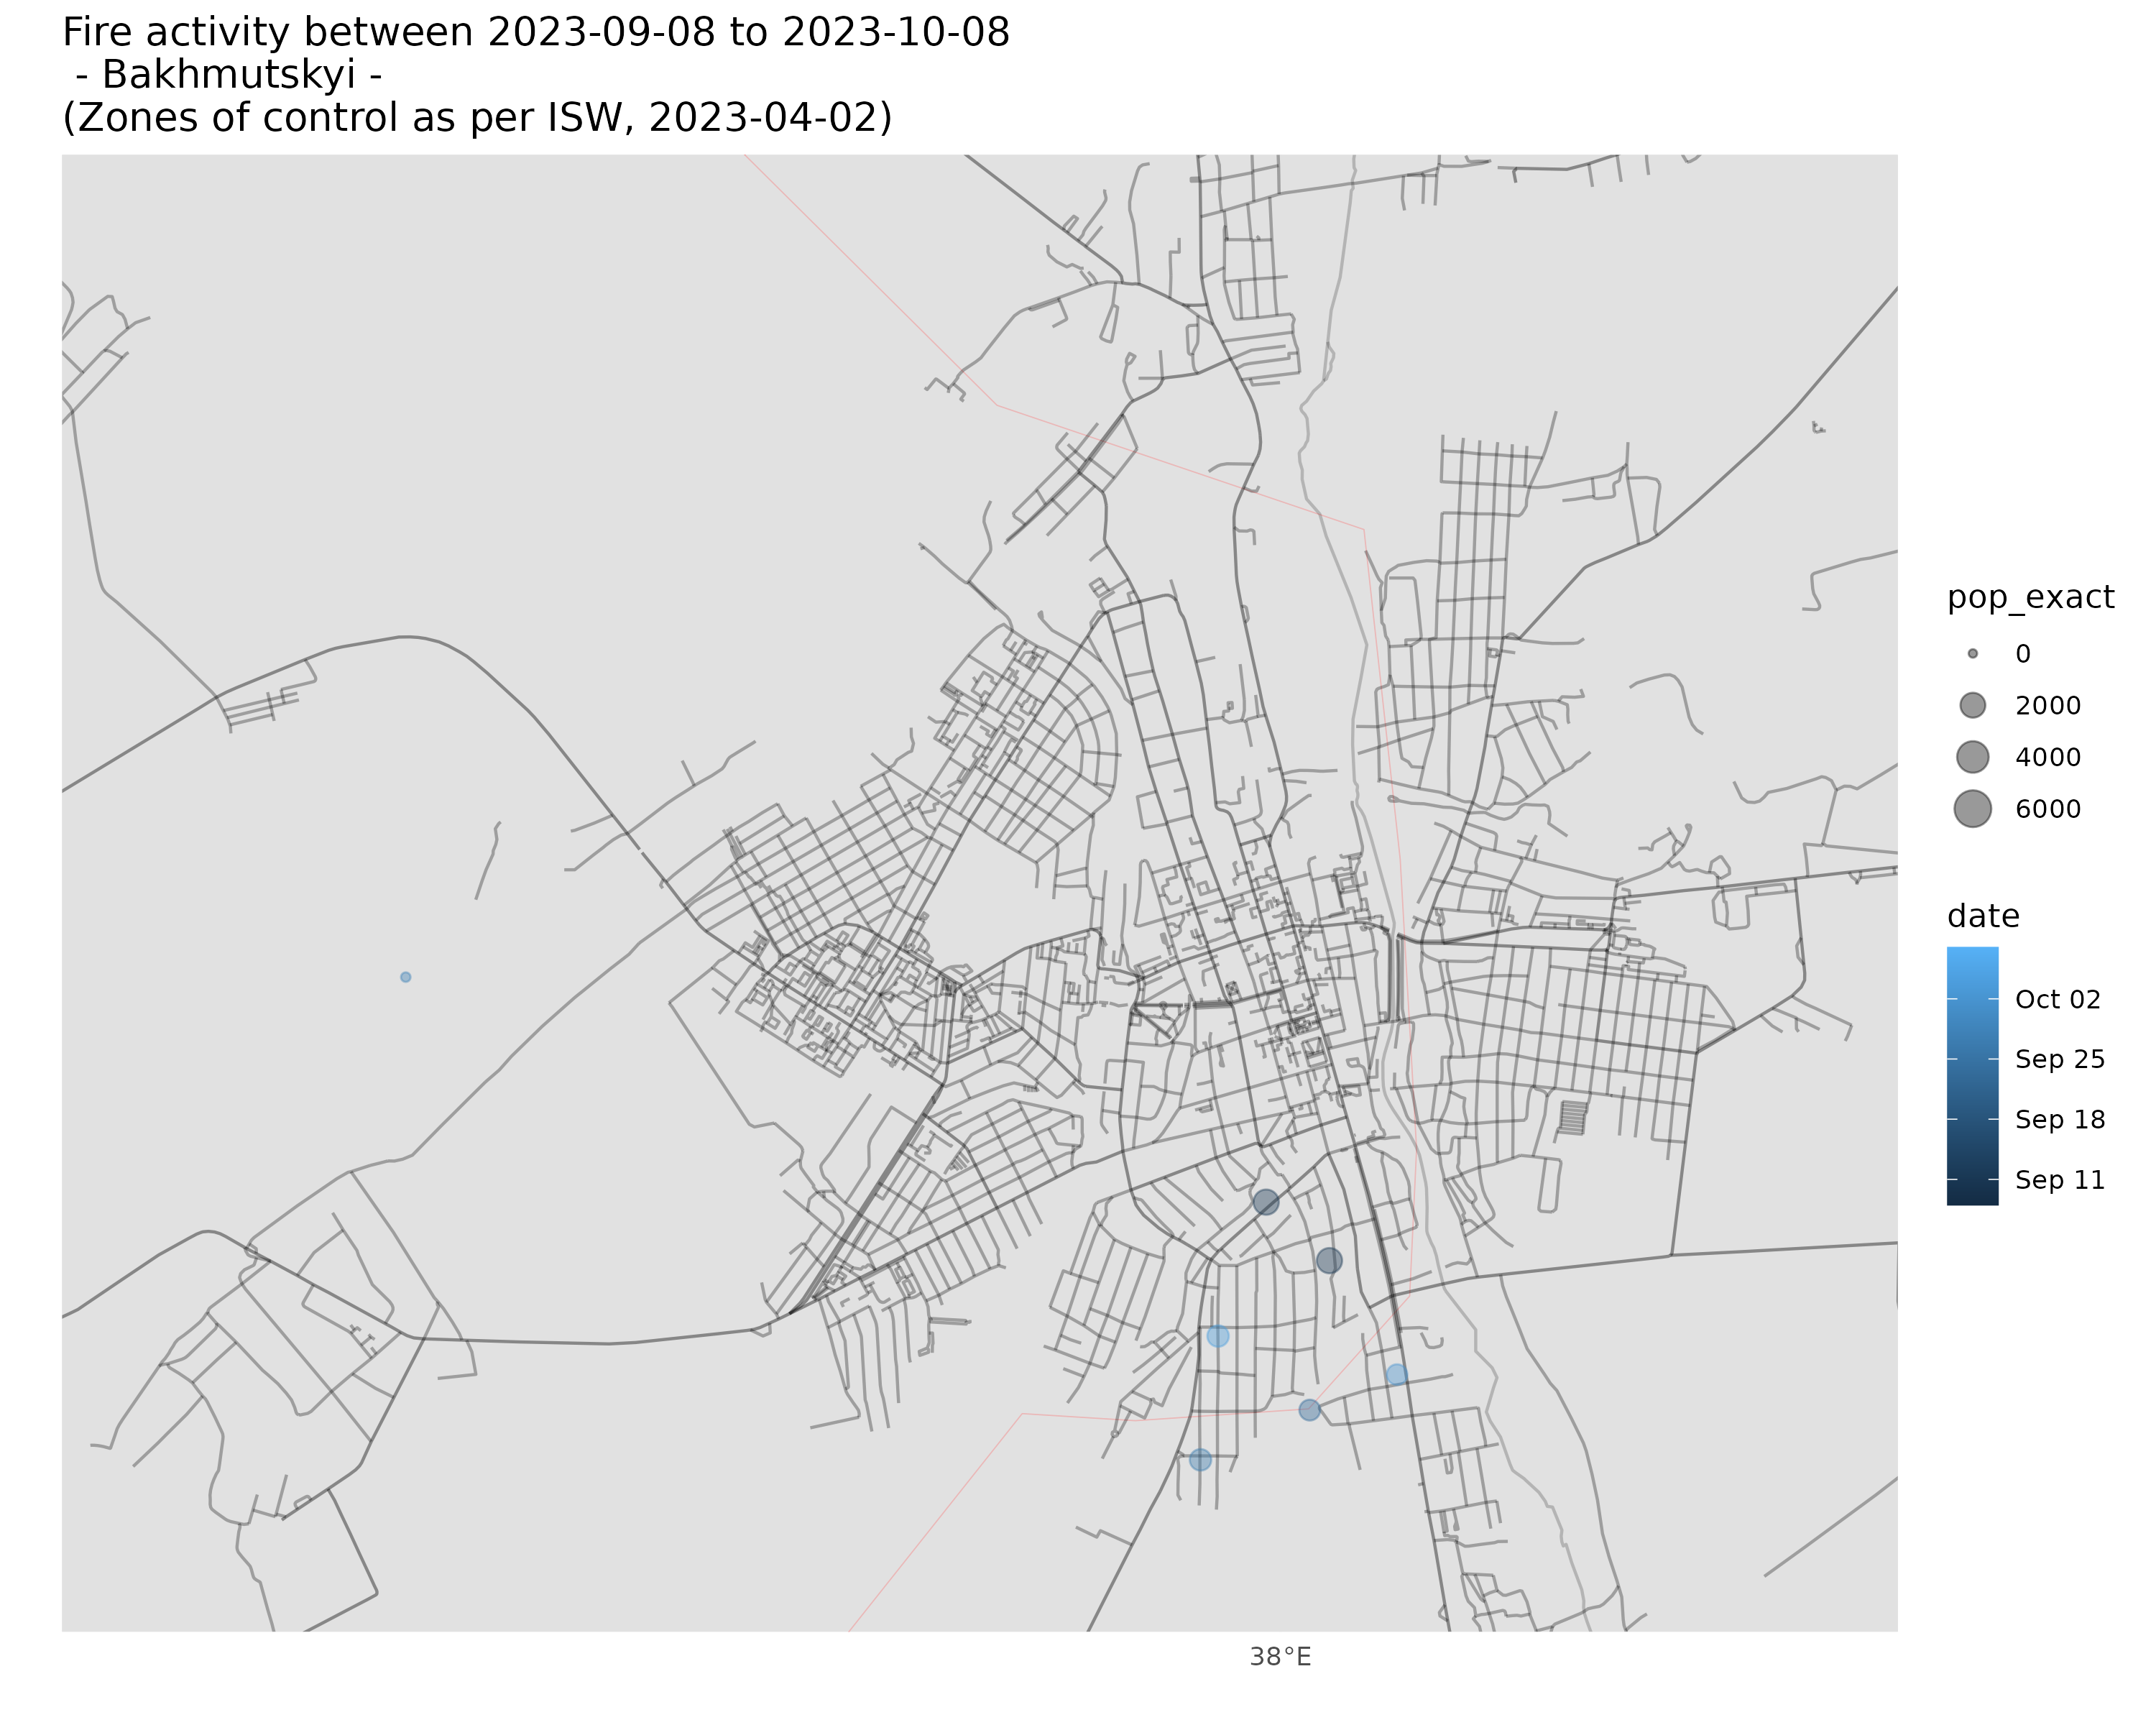 Fire activity between 2023-09-08 to 2023-10-08
- Bakhmutskyi -
(Zones of control as per ISW, 2023-04-02)
pop_exact
0
2000
4000
6000
date
Oct 02
Sep 25
Sep 18
Sep 11
38°E